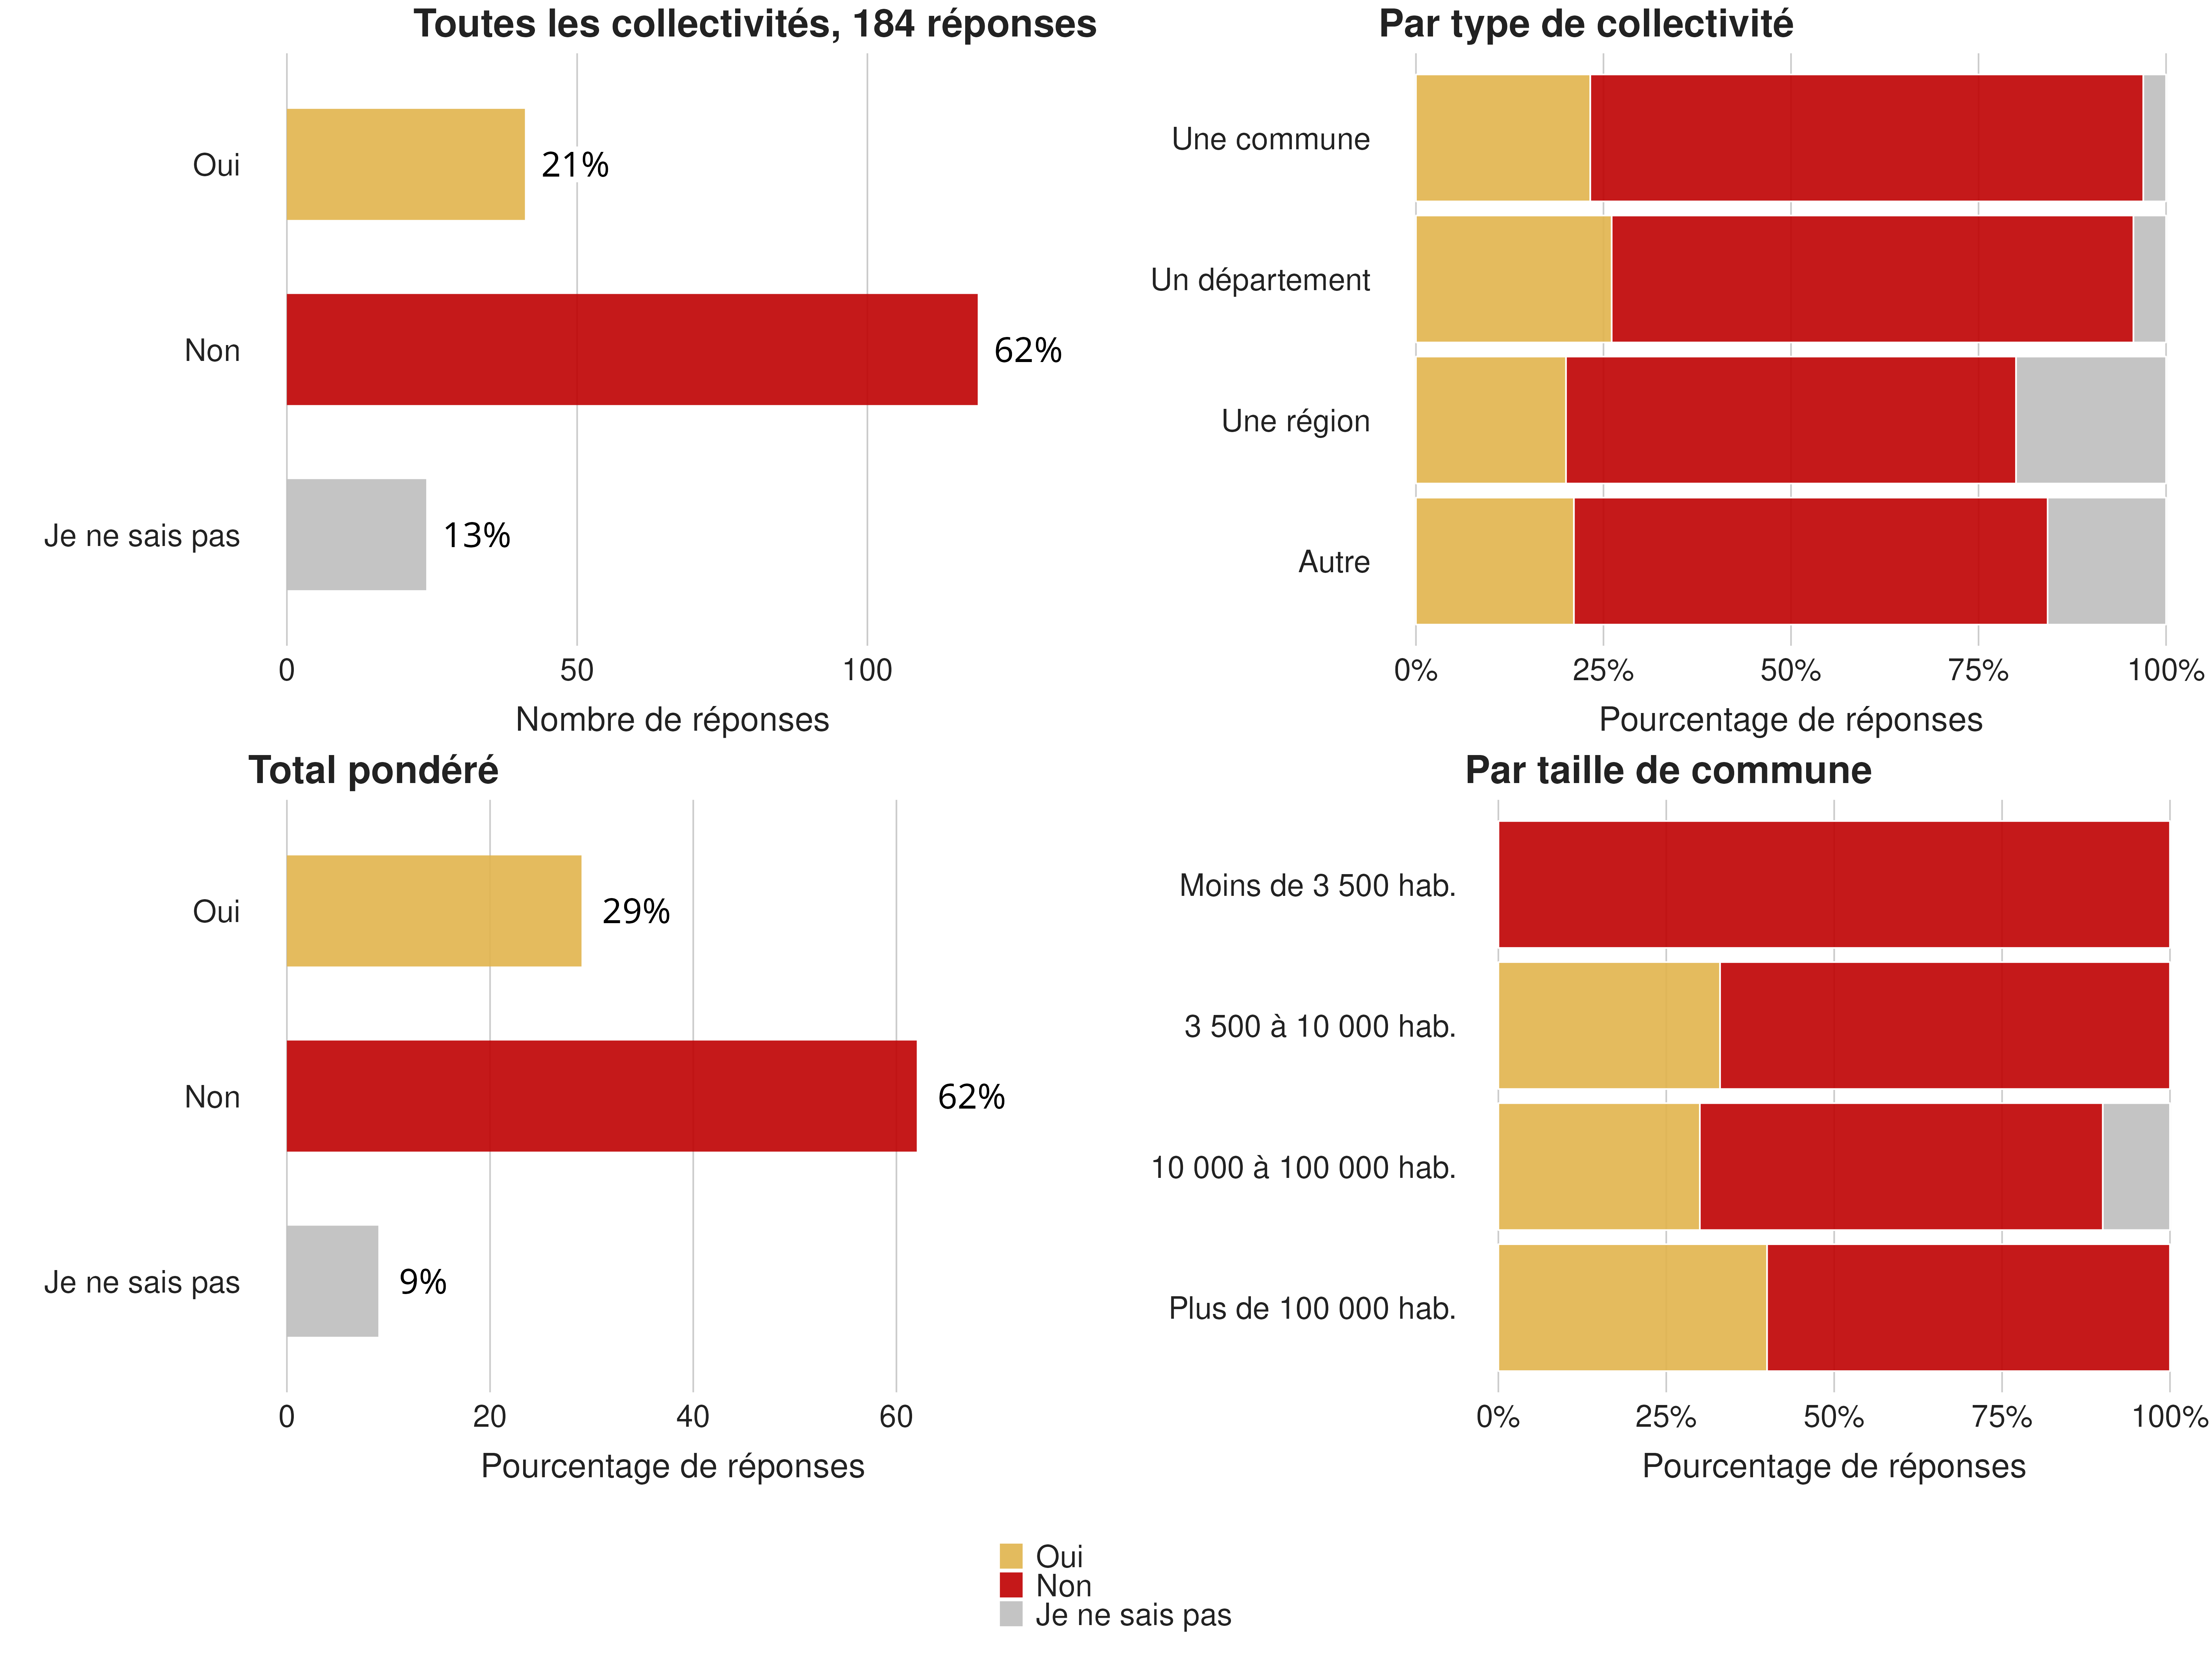 Toutes les collectivités, 184 réponses
Oui
21%
Non
62%
Je ne sais pas
13%
0 50 100
Nombre de réponses
Par type de collectivité
Une commune
Un département
Une région
Autre
0% 25% 50% 75% 100%
Pourcentage de réponses
Total pondéré
Oui
29%
Non
62%
Je ne sais pas
9%
0 20 40 60
Pourcentage de réponses
Par taille de commune
Moins de 3 500 hab.
3 500 à 10 000 hab.
10 000 à 100 000 hab.
Plus de 100 000 hab.
0% 25% 50% 75% 100%
Pourcentage de réponses
Oui
Non
Je ne sais pas